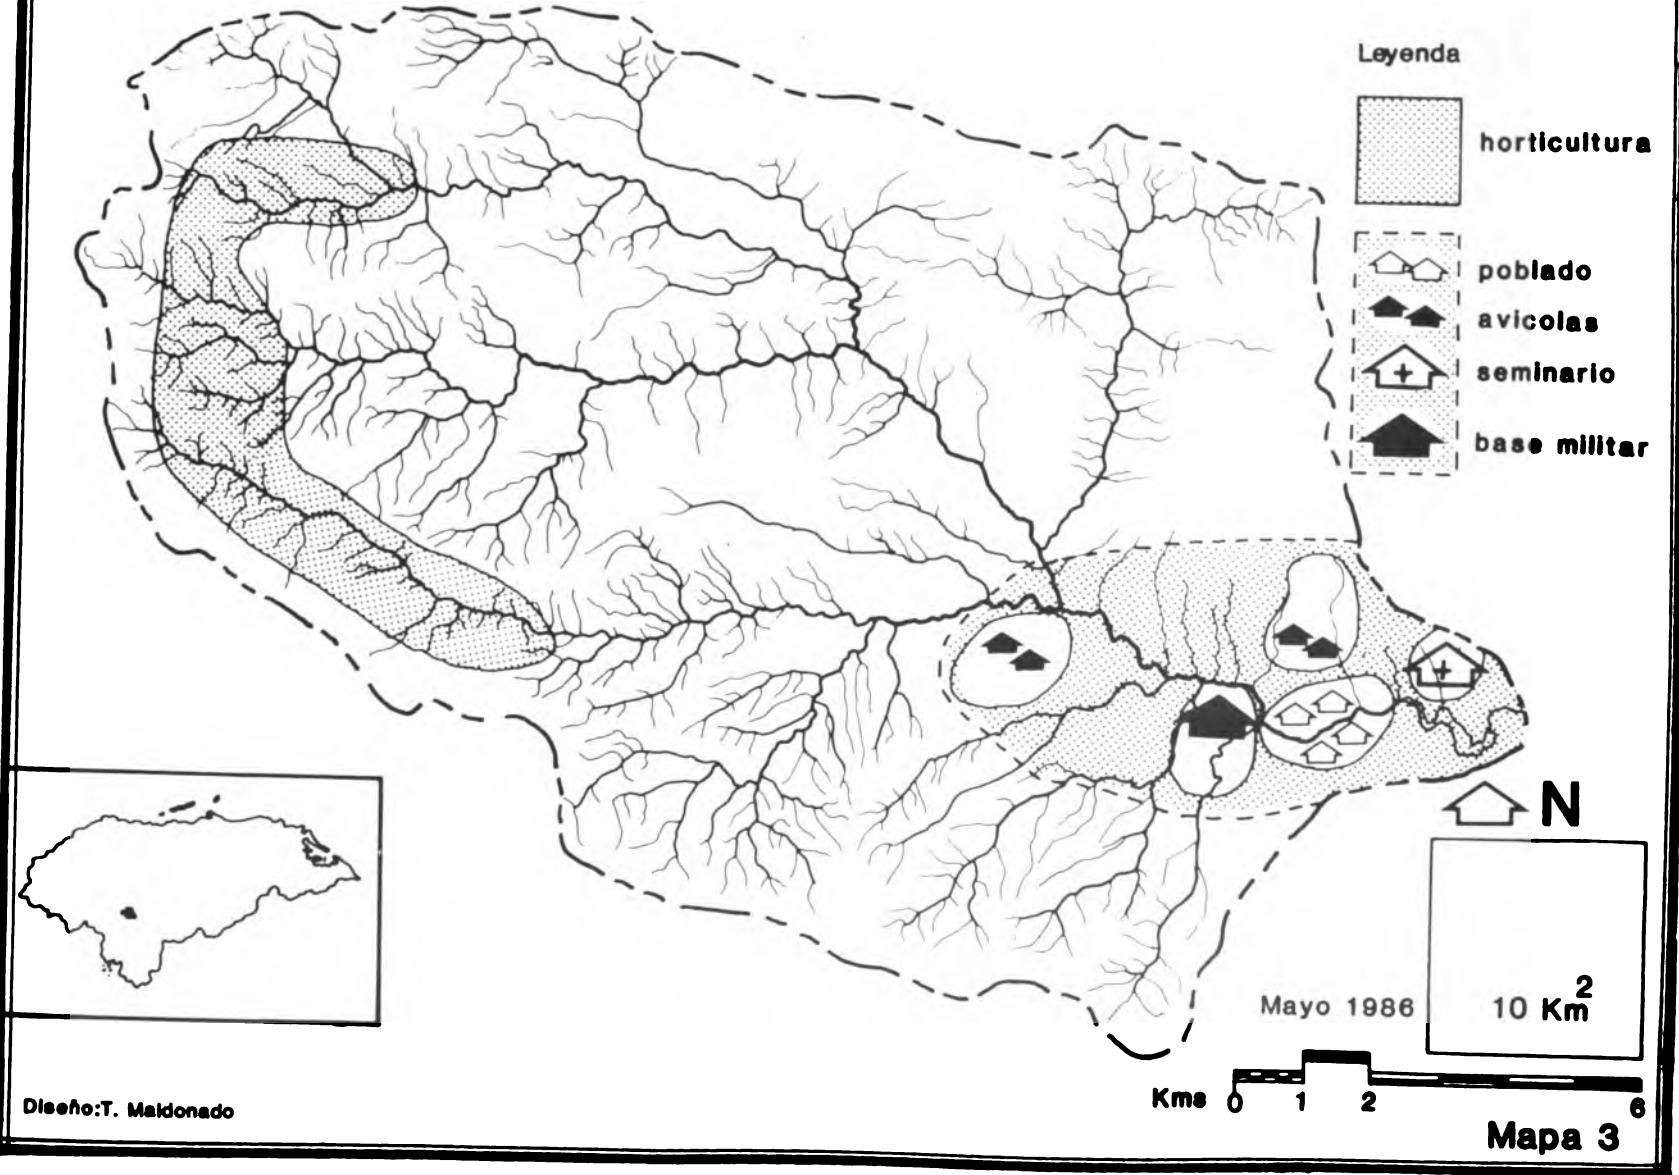 Leyenda
horticultura
poblado
avicolas
seminario
base militar
N
Mayo 1986
10 Km²
Kms 0 1 2 6
Diseño:T. Maldonado
Mapa 3